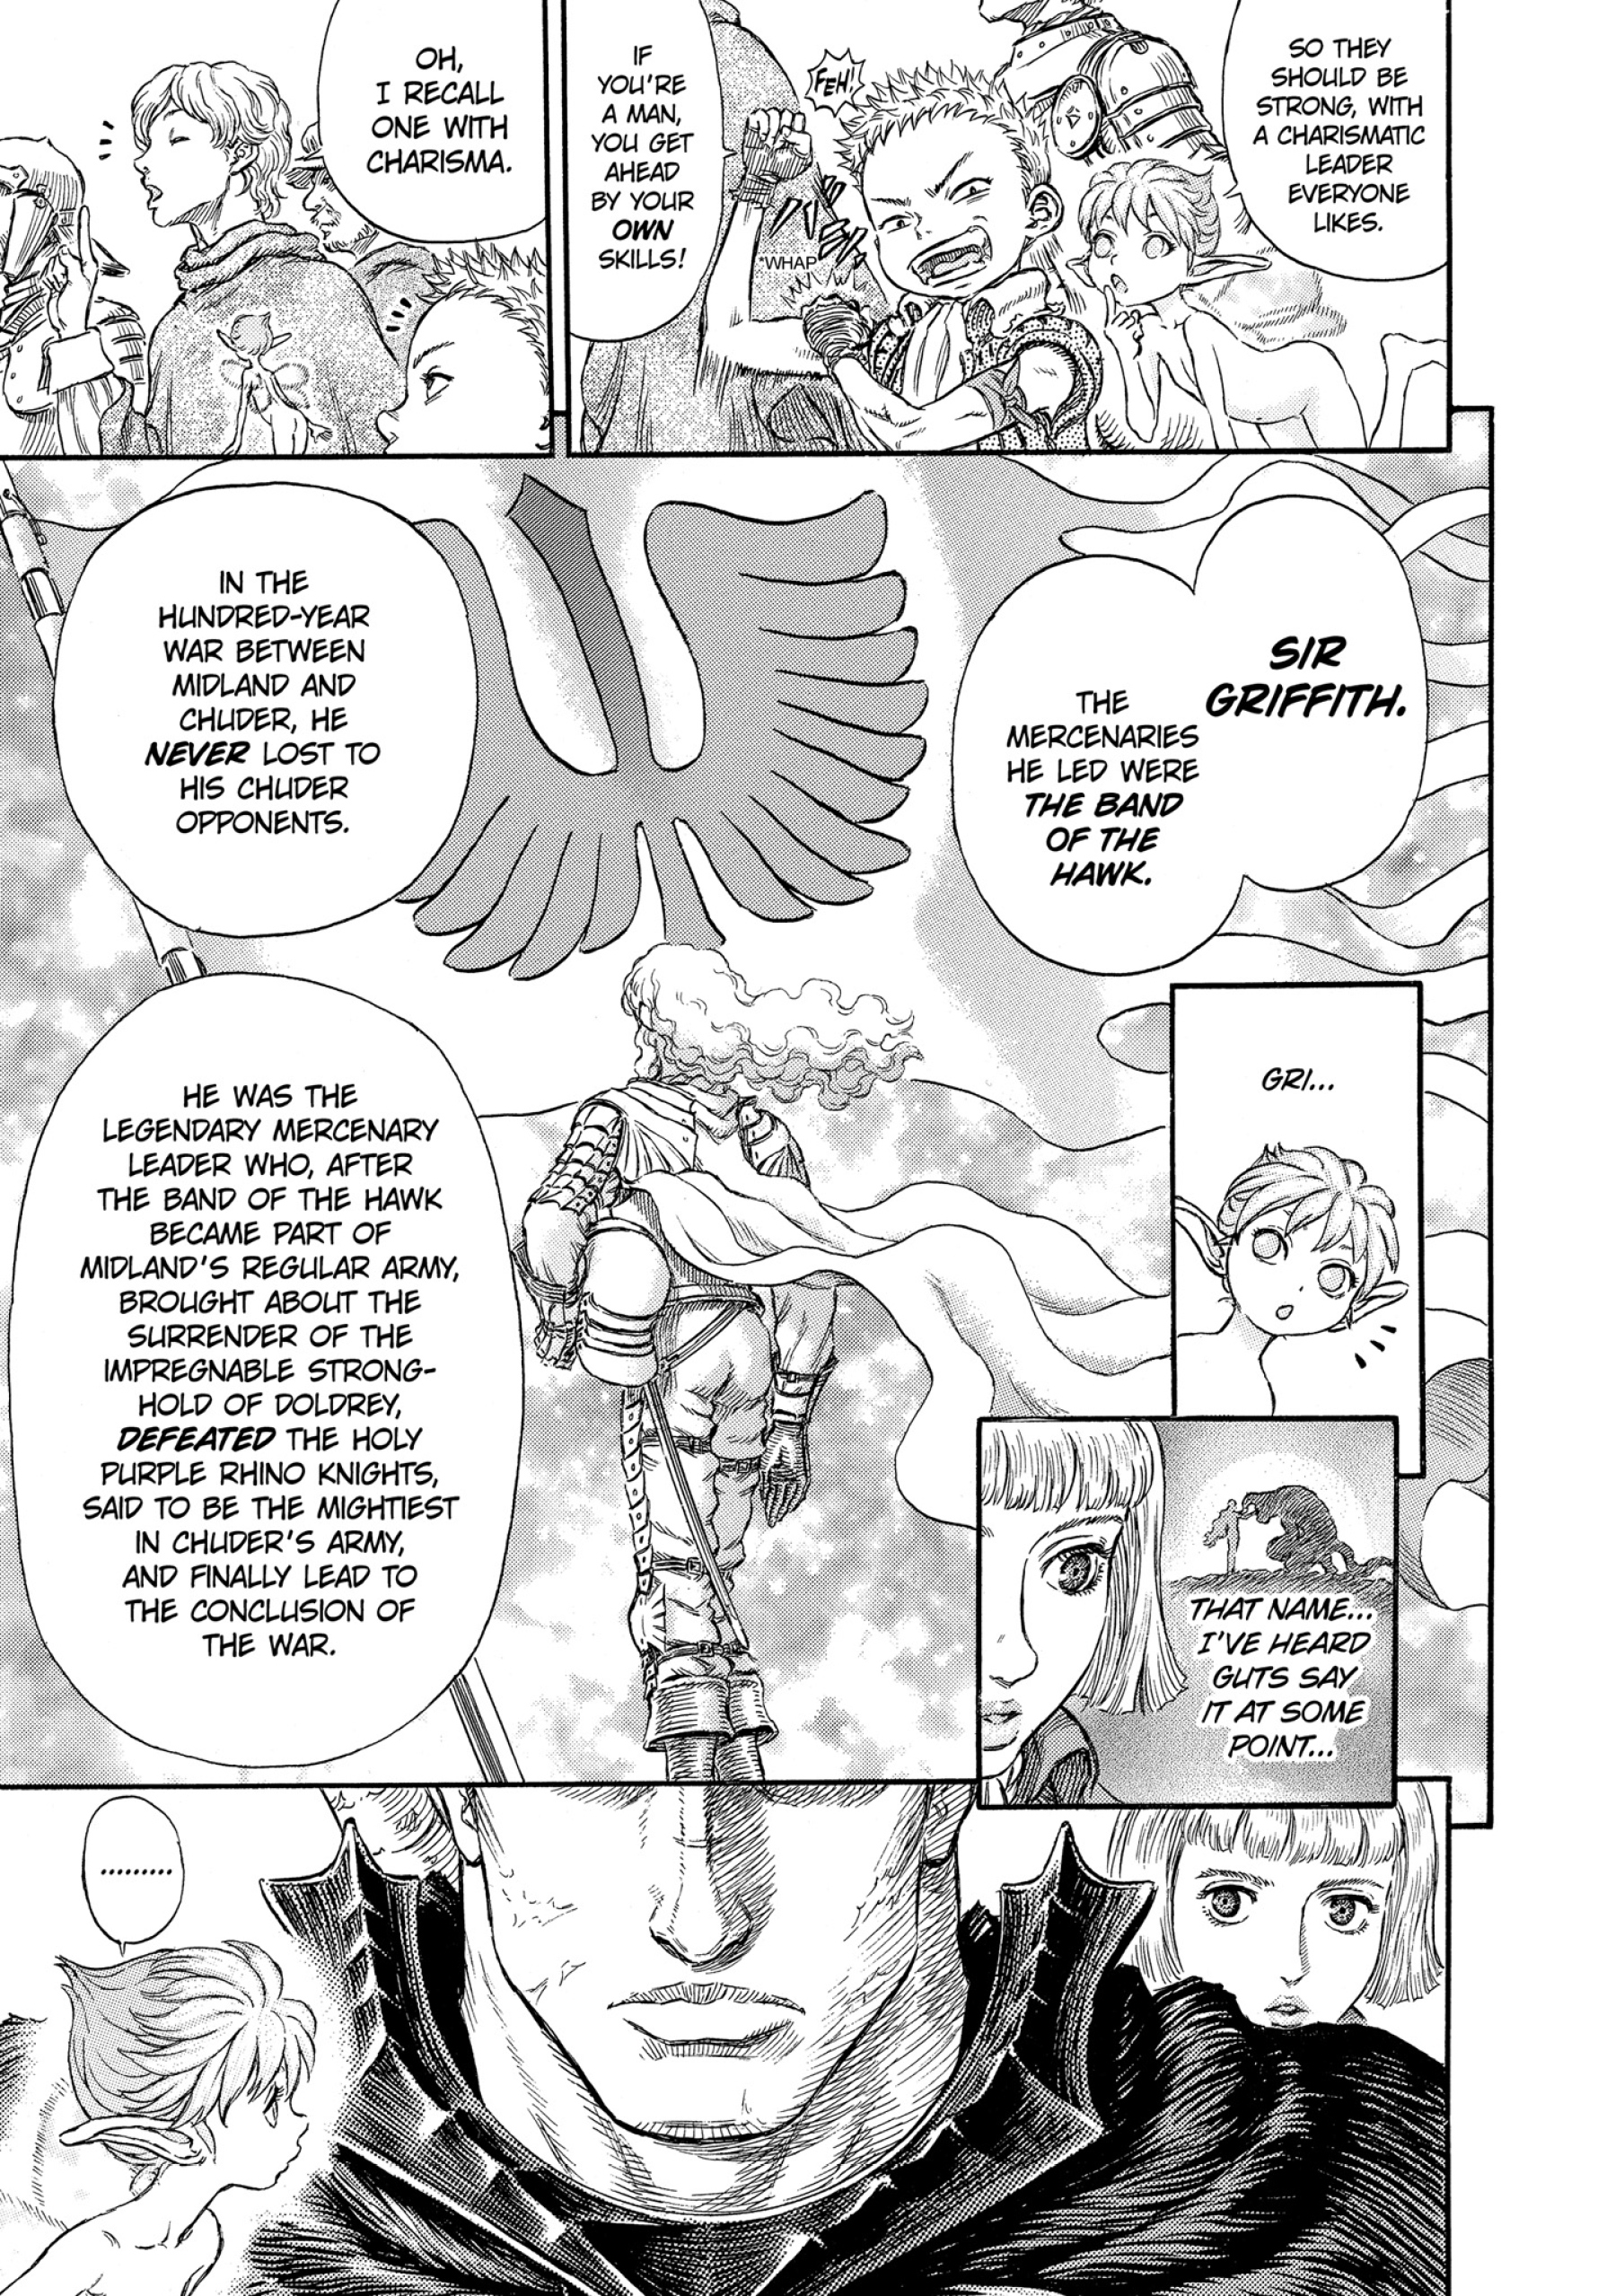 SO THEY
SHOULD BE
STRONG, WITH
A CHARISMATIC
LEADER
EVERYONE
LIKES.
FEH!
*WHAP
IF
YOU'RE
A MAN,
YOU GET
AHEAD
BY YOUR
OWN
SKILLS!
OH,
I RECALL
ONE WITH
CHARISMA.
SIR
GRIFFITH.
THE
MERCENARIES
HE LED WERE
THE BAND
OF THE
HAWK.
IN THE
HUNDRED-YEAR
WAR BETWEEN
MIDLAND AND
CHUDER, HE
NEVER LOST TO
HIS CHUDER
OPPONENTS.
HE WAS THE
LEGENDARY MERCENARY
LEADER WHO, AFTER
THE BAND OF THE HAWK
BECAME PART OF
MIDLAND'S REGULAR ARMY,
BROUGHT ABOUT THE
SURRENDER OF THE
IMPREGNABLE STRONG-
HOLD OF DOLDREY,
DEFEATED THE HOLY
PURPLE RHINO KNIGHTS,
SAID TO BE THE MIGHTIEST
IN CHUDER'S ARMY,
AND FINALLY LEAD TO
THE CONCLUSION OF
THE WAR.
GRI...
THAT NAME...
I'VE HEARD
GUTS SAY
IT AT SOME
POINT...
..........